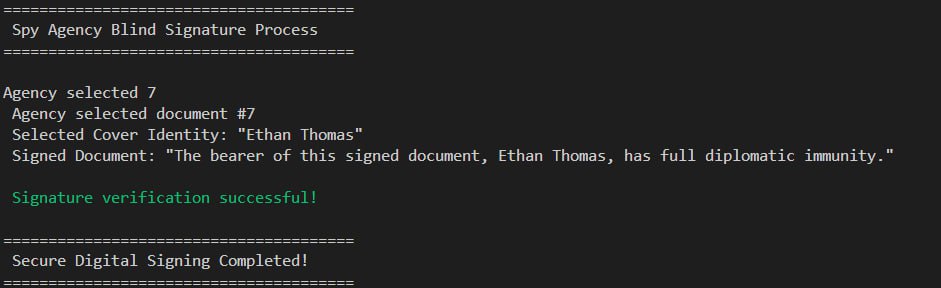 =======================================
Spy Agency Blind Signature Process
=======================================
Agency selected 7
Agency selected document #7
Selected Cover Identity: "Ethan Thomas"
Signed Document: "The bearer of this signed document, Ethan Thomas, has full diplomatic immunity."
Signature verification successful!
=======================================
Secure Digital Signing Completed!
=======================================